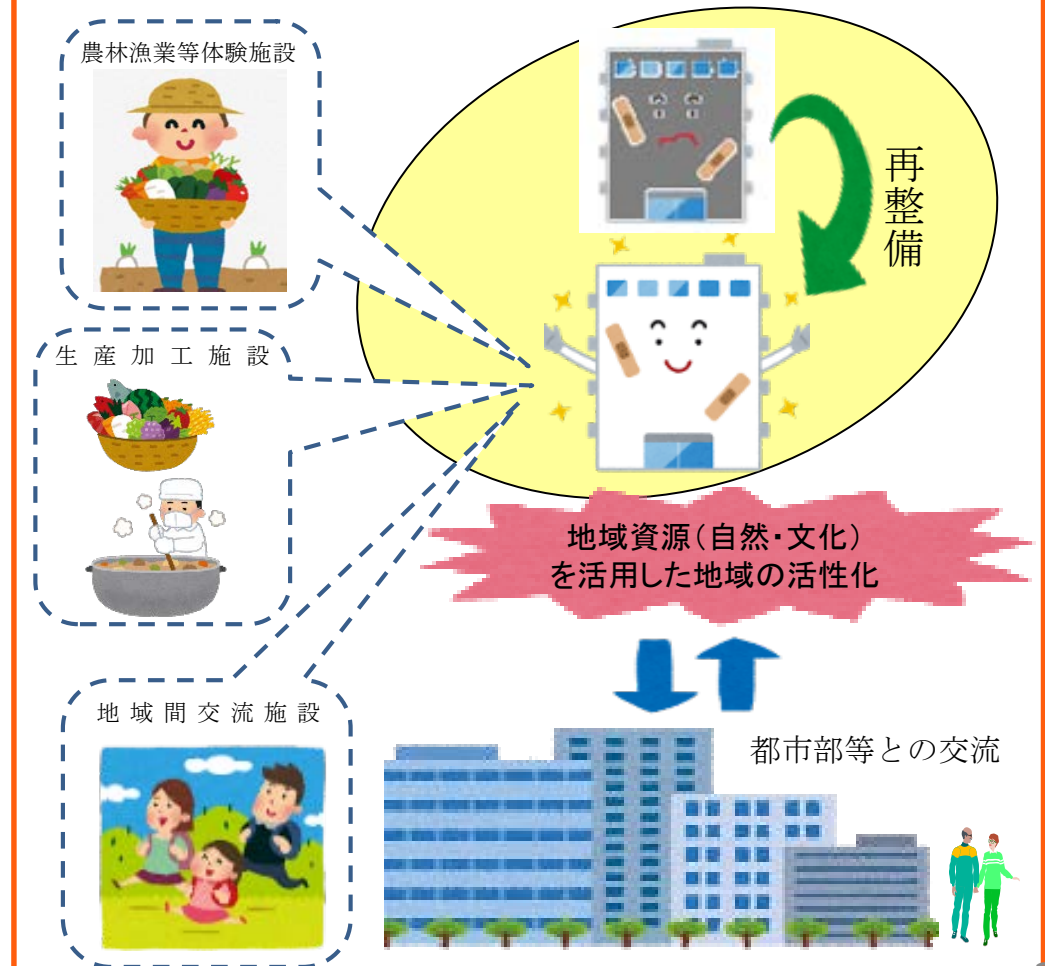 農林漁業等体験施設
再整備
生産加工施設
地域資源（自然・文化）
を活用した地域の活性化
地域間交流施設
都市部等との交流